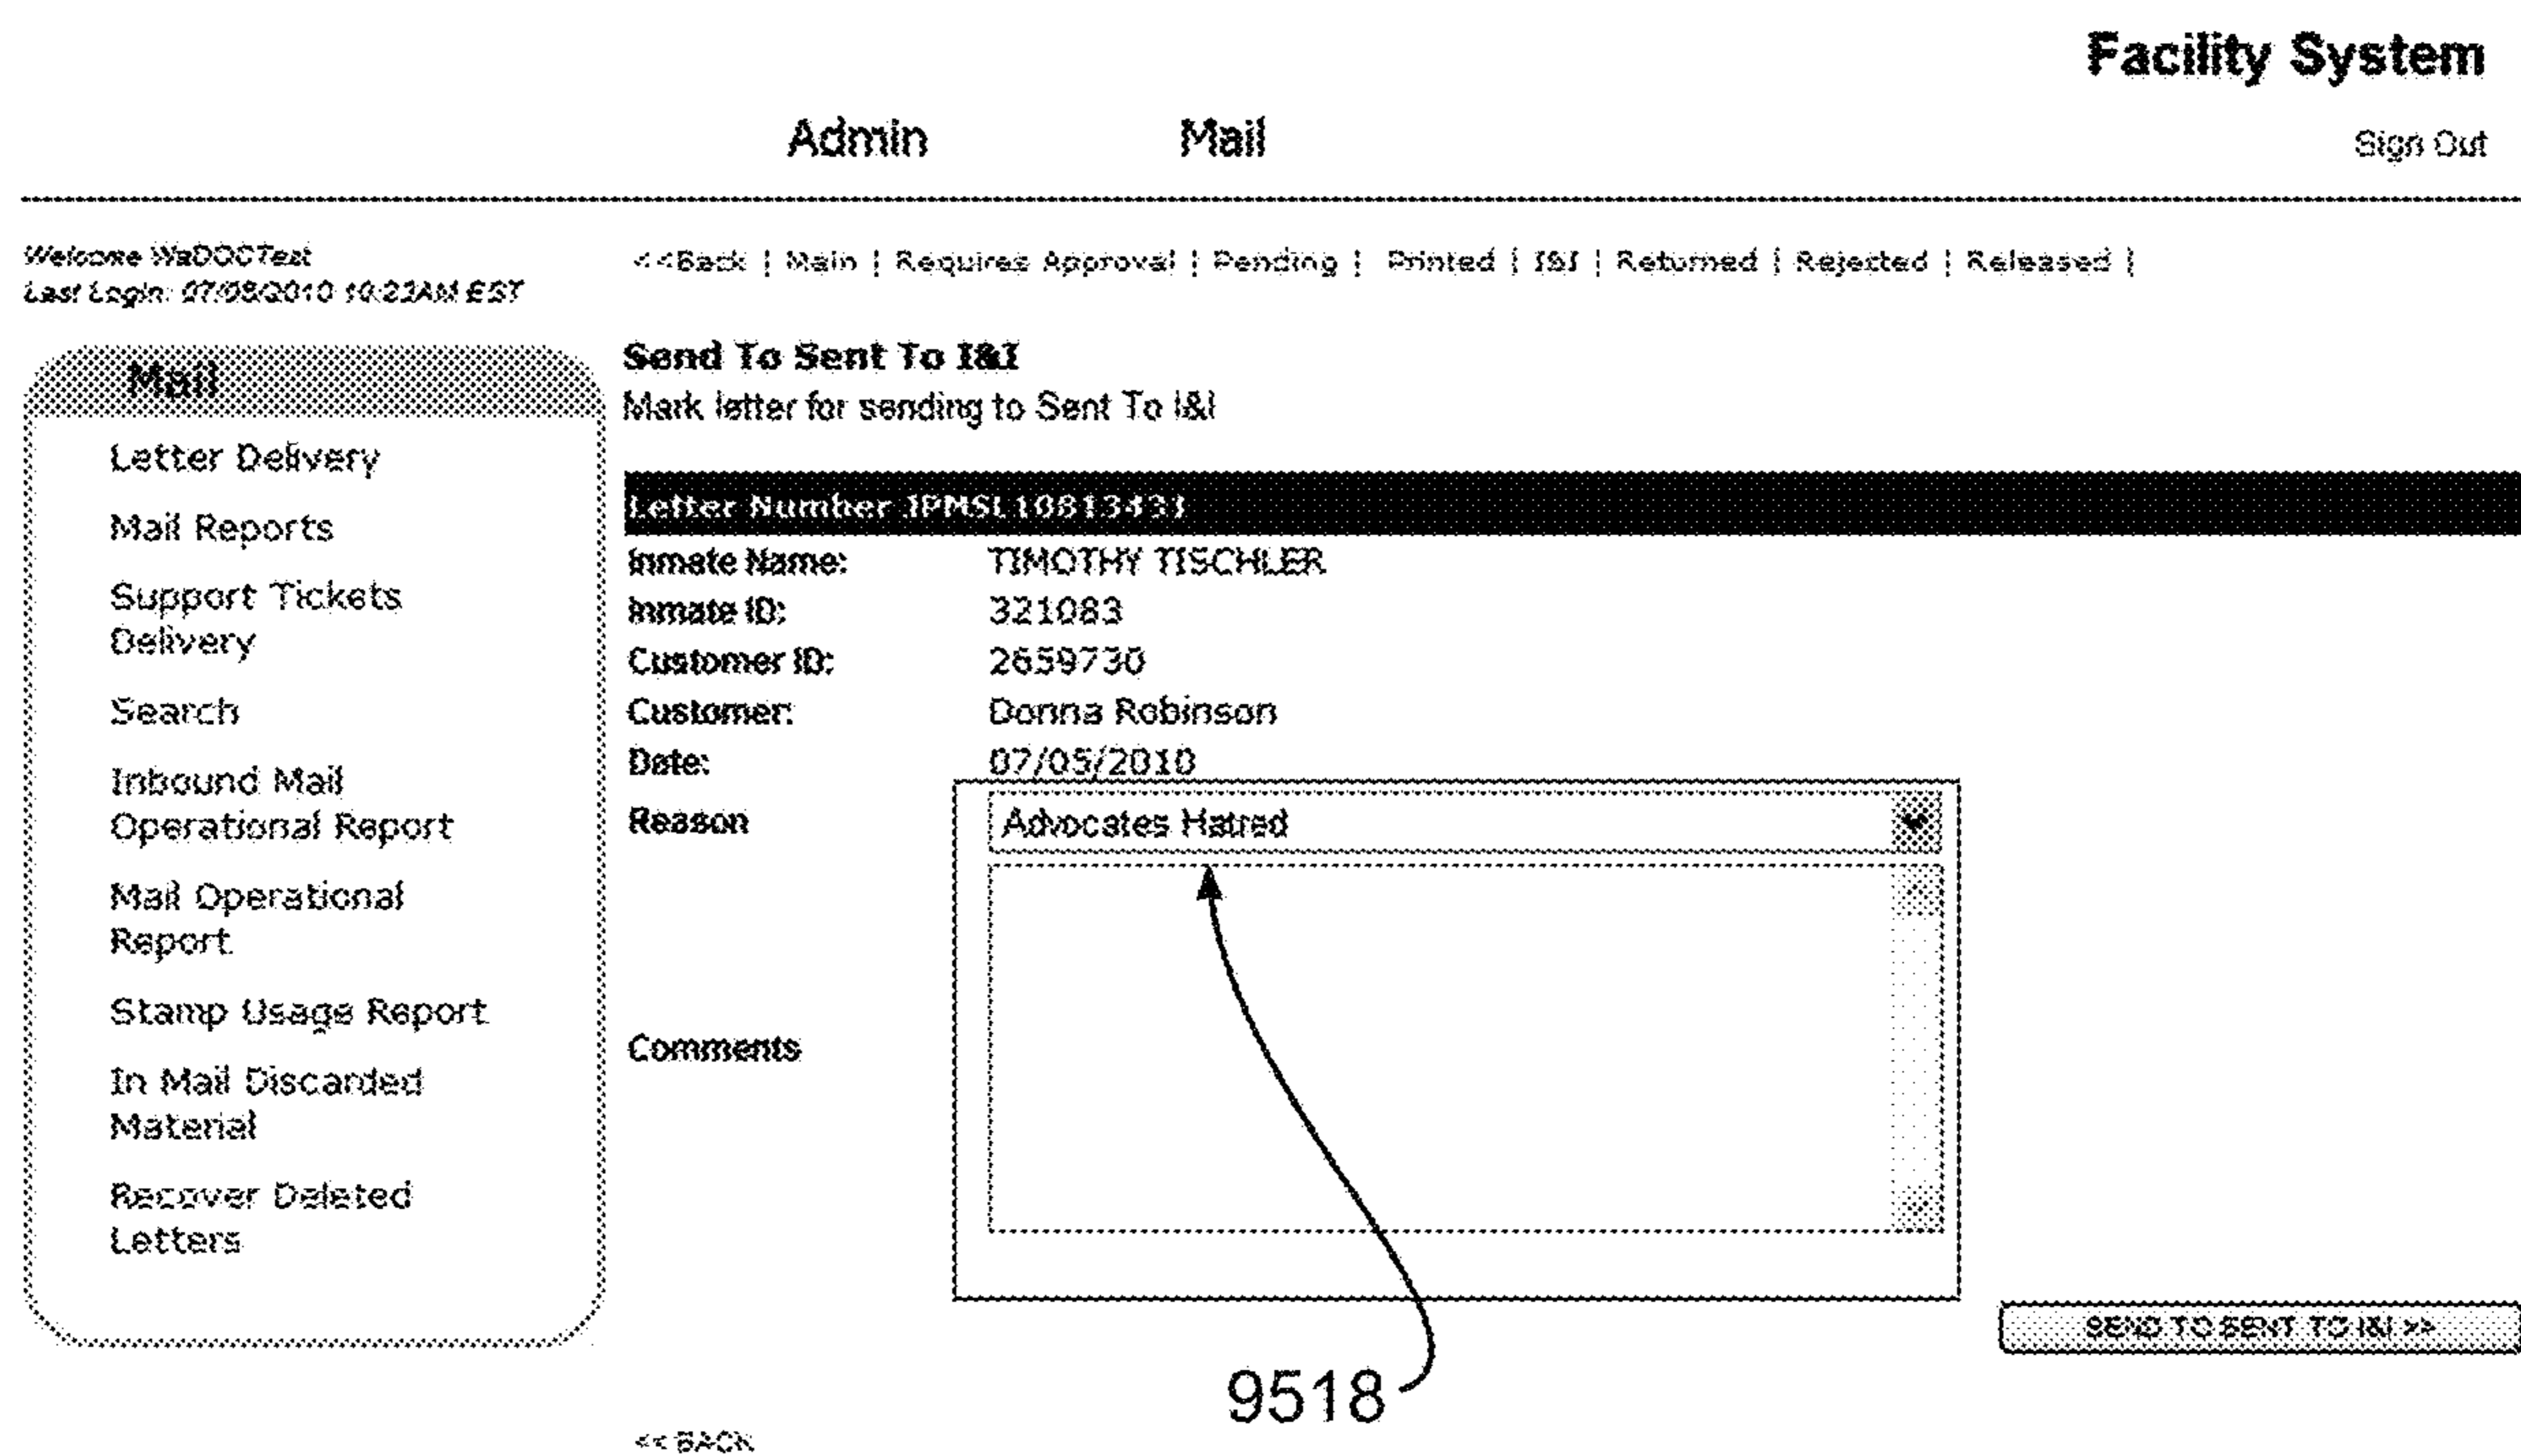 Facility System
Admin Mail Sign Out
Welcome WaDOCTest
Last Login: 07/08/2010 10:23AM EST
<<Back | Main | Requires Approval | Pending | Printed | I&I | Returned | Rejected | Released |
Mail
Letter Delivery
Mail Reports
Support Tickets
Delivery
Search
Inbound Mail
Operational Report
Mail Operational
Report
Stamp Usage Report
In Mail Discarded
Material
Recover Deleted
Letters
Send To Sent To I&I
Mark letter for sending to Sent To I&I
Letter Number JPMSL10813431
Inmate Name: TIMOTHY TISCHLER
Inmate ID: 321083
Customer ID: 2659730
Customer: Donna Robinson
Date: 07/05/2010
Reason Advocates Hatred
Comments
SEND TO SENT TO I&I >>
9518
<< BACK